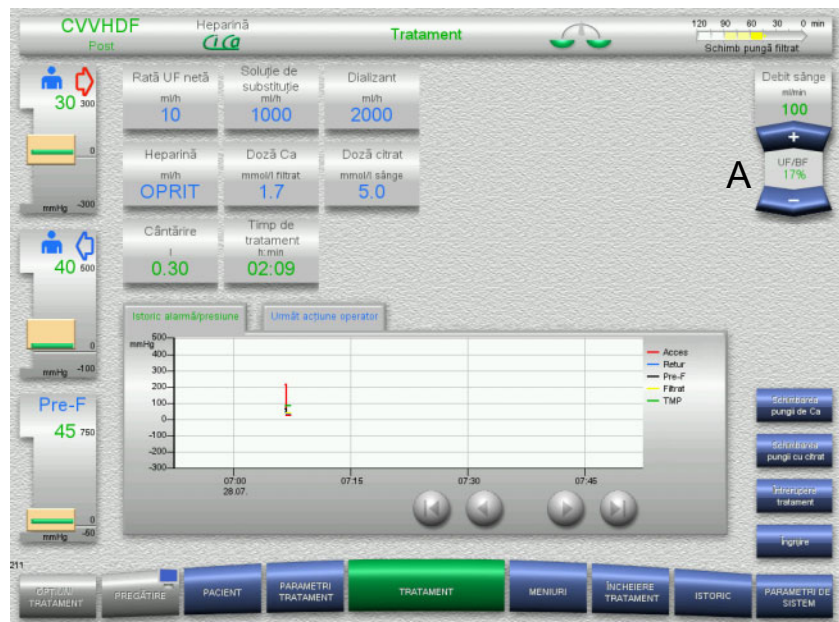 CVVHDF
Post
Heparină
Ci Ca
Tratament
120 90 60 30 0 min
Schimb pungă filtrat
30
300
0
mmHg -300
40
600
0
mmHg -100
Pre-F
45
750
0
mmHg -50
Rată UF netă
ml/h
10
Soluție de
substituție
ml/h
1000
Dializant
ml/h
2000
Heparină
ml/h
OPRIT
Doză Ca
mmol/l filtrat
1.7
Doză citrat
mmol/l sânge
5.0
Cântărire
l
0.30
Timp de
tratament
h:min
02:09
Debit sânge
ml/min
100
+
UF/BF
17%
–
A
Istoric alarmă/presiune
Următ acțiune operator
mmHg
500
400
300
200
100
0
-100
-200
-300
07:00
28.07.
07:15
07:30
07:45
Acces
Retur
Pre-F
Filtrat
TMP
Schimbarea
pungii de Ca
Schimbarea
pungii cu citrat
Întrerupere
tratament
Îngrijire
211
TRATAMENT
PREGĂTIRE
PACIENT
PARAMETRI
TRATAMENT
TRATAMENT
MENIURI
ÎNCHEIERE
TRATAMENT
ISTORIC
PARAMETRI DE
SISTEM